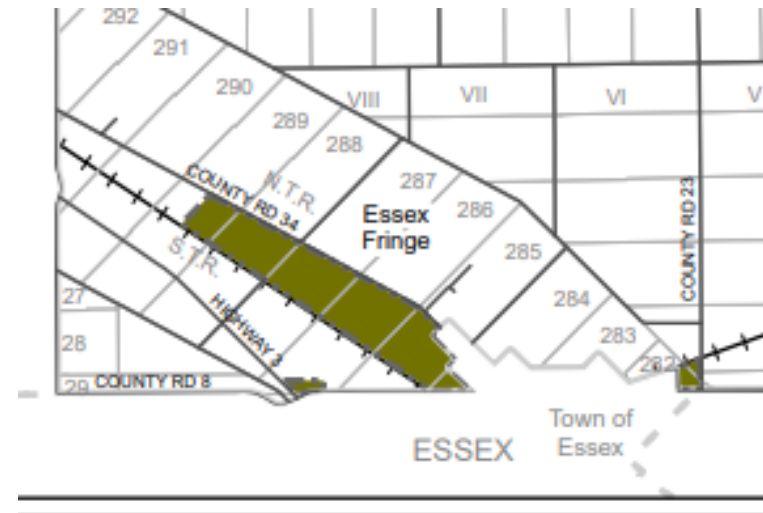 292
291
290
289
288
VIII
VII
VI
V
287
286
285
284
283
282
COUNTY RD 34
N.T.R.
Essex
Fringe
COUNTY RD 23
S.T.R.
HIGHWAY 3
27
28
29
COUNTY RD 8
ESSEX
Town of
Essex